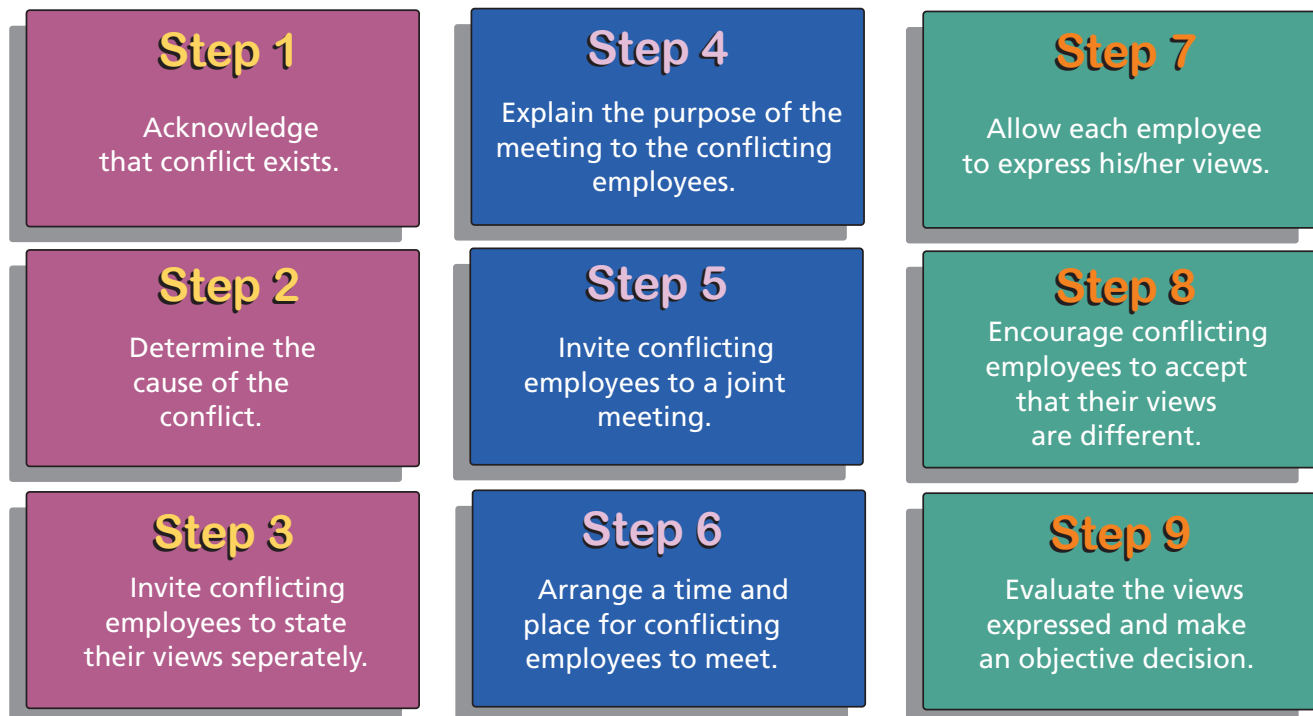 Step 1
Acknowledge
that conflict exists.
Step 2
Determine the
cause of the
conflict.
Step 3
Invite conflicting
employees to state
their views seperately.
Step 4
Explain the purpose of the
meeting to the conflicting
employees.
Step 5
Invite conflicting
employees to a joint
meeting.
Step 6
Arrange a time and
place for conflicting
employees to meet.
Step 7
Allow each employee
to express his/her views.
Step 8
Encourage conflicting
employees to accept
that their views
are different.
Step 9
Evaluate the views
expressed and make
an objective decision.